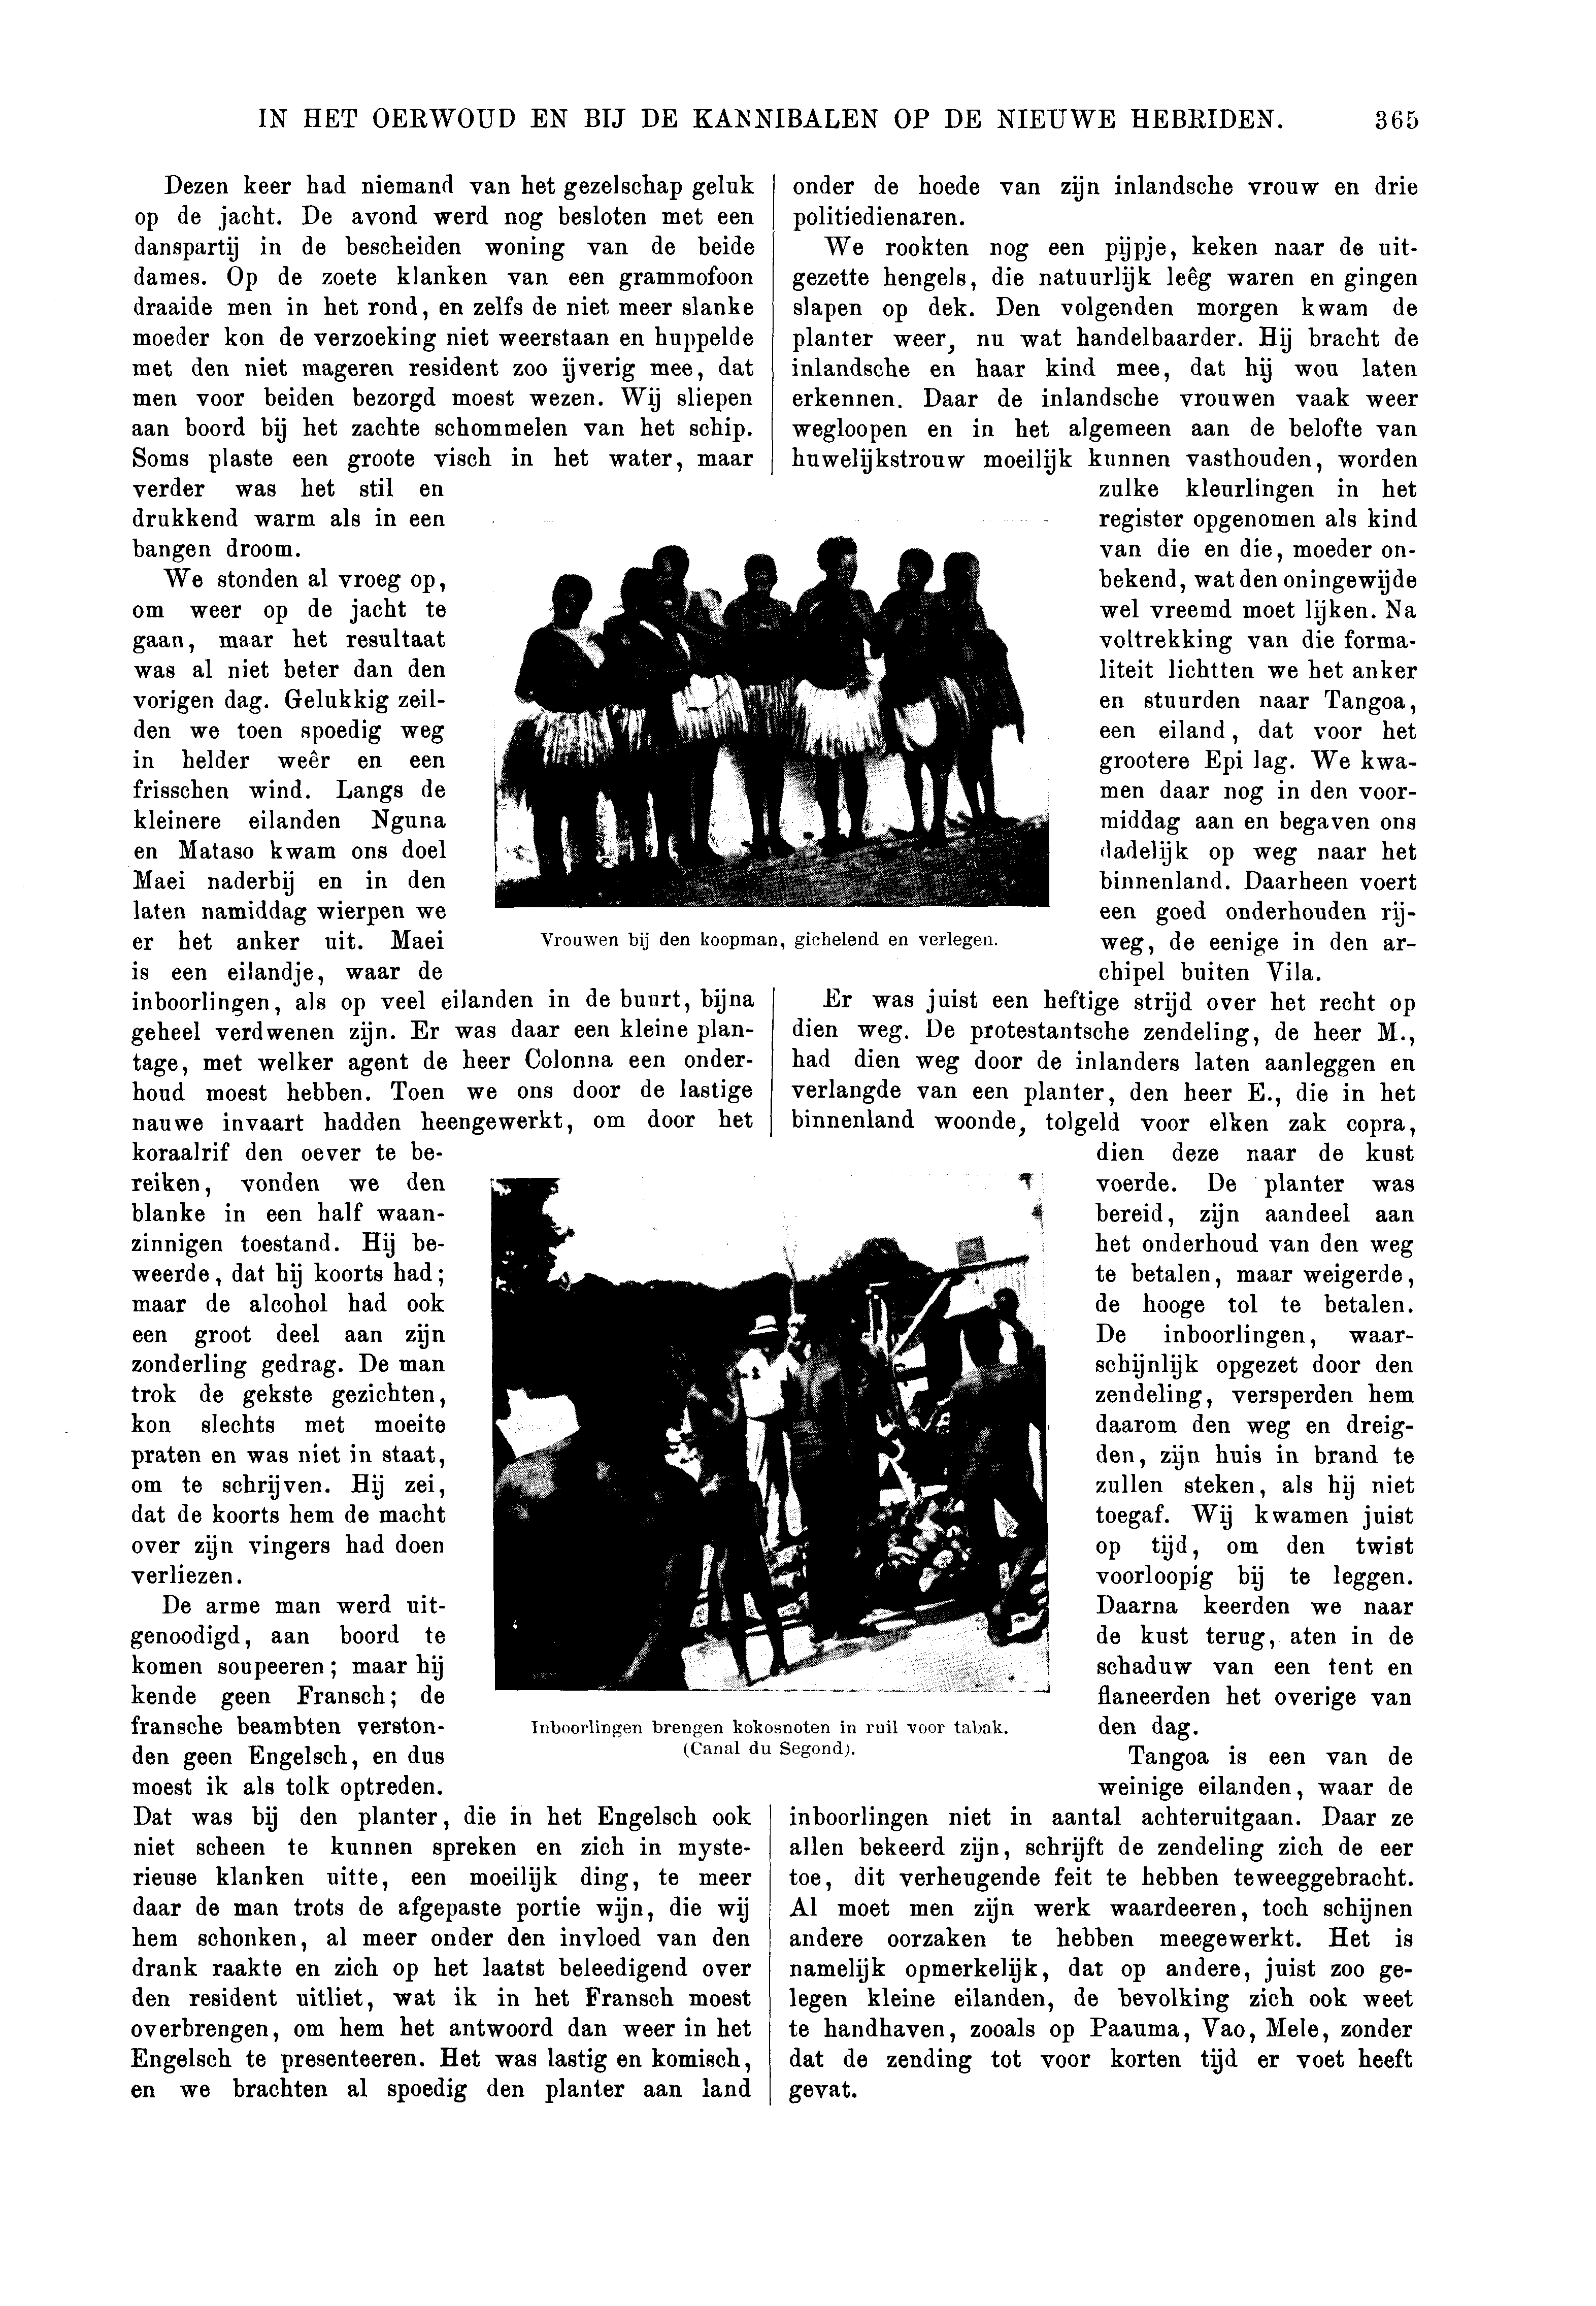 IN HET OERWOUD EN BIJ DE KANNIBALEN OP DE NIEUWE HEBRIDEN. 365
Dezen keer had niemand van het gezelschap geluk
op de jacht. De avond werd nog besloten met een
danspartij in de bescheiden woning van de beide
dames. Op de zoete klanken van een grammofoon
draaide men in het rond, en zelfs de niet meer slanke
moeder kon de verzoeking niet weerstaan en huppelde
met den niet mageren resident zoo ijverig mee, dat
men voor beiden bezorgd moest wezen. Wij sliepen
aan boord bij het zachte schommelen van het schip.
Soms plaste een groote visch in het water, maar
verder was het stil en
drukkend warm als in een
bangen droom.
We stonden al vroeg op,
om weer op de jacht te
gaan, maar het resultaat
was al niet beter dan den
vorigen dag. Gelukkig zeil-
den we toen spoedig weg
in helder weêr en een
frisschen wind. Langs de
kleinere eilanden Nguna
en Mataso kwam ons doel
Maei naderbij en in den
laten namiddag wierpen we
er het anker uit. Maei
is een eilandje, waar de
inboorlingen, als op veel eilanden in de buurt, bijna
geheel verdwenen zijn. Er was daar een kleine plan-
tage, met welker agent de heer Colonna een onder-
houd moest hebben. Toen we ons door de lastige
nauwe invaart hadden heengewerkt, om door het
koraalrif den oever te be-
reiken, vonden we den
blanke in een half waan-
zinnigen toestand. Hij be-
weerde, dat hij koorts had;
maar de alcohol had ook
een groot deel aan zijn
zonderling gedrag. De man
trok de gekste gezichten,
kon slechts met moeite
praten en was niet in staat,
om te schrijven. Hij zei,
dat de koorts hem de macht
over zijn vingers had doen
verliezen.
De arme man werd uit-
genoodigd, aan boord te
komen soupeeren; maar hij
kende geen Fransch; de
fransche beambten verston-
den geen Engelsch, en dus
moest ik als tolk optreden.
Dat was bij den planter, die in het Engelsch ook
niet scheen te kunnen spreken en zich in myste-
rieuse klanken uitte, een moeilijk ding, te meer
daar de man trots de afgepaste portie wijn, die wij
hem schonken, al meer onder den invloed van den
drank raakte en zich op het laatst beleedigend over
den resident uitliet, wat ik in het Fransch moest
overbrengen, om hem het antwoord dan weer in het
Engelsch te presenteeren. Het was lastig en komisch,
en we brachten al spoedig den planter aan land
Vrouwen bij den koopman, gichelend en verlegen.
Inboorlingen brengen kokosnoten in ruil voor tabak.
(Canal du Segond).
onder de hoede van zijn inlandsche vrouw en drie
politiedienaren.
We rookten nog een pijpje, keken naar de uit-
gezette hengels, die natuurlijk leêg waren en gingen
slapen op dek. Den volgenden morgen kwam de
planter weer, nu wat handelbaarder. Hij bracht de
inlandsche en haar kind mee, dat hij wou laten
erkennen. Daar de inlandsche vrouwen vaak weer
wegloopen en in het algemeen aan de belofte van
huwelijkstrouw moeilijk kunnen vasthouden, worden
zulke kleurlingen in het
register opgenomen als kind
van die en die, moeder on-
bekend, wat den oningewijde
wel vreemd moet lijken. Na
voltrekking van die forma-
liteit lichtten we het anker
en stuurden naar Tangoa,
een eiland, dat voor het
grootere Epi lag. We kwa-
men daar nog in den voor-
middag aan en begaven ons
dadelijk op weg naar het
binnenland. Daarheen voert
een goed onderhouden rij-
weg, de eenige in den ar-
chipel buiten Vila.
Er was juist een heftige strijd over het recht op
dien weg. De protestantsche zendeling, de heer M.,
had dien weg door de inlanders laten aanleggen en
verlangde van een planter, den heer E., die in het
binnenland woonde, tolgeld voor elken zak copra,
dien deze naar de kust
voerde. De planter was
bereid, zijn aandeel aan
het onderhoud van den weg
te betalen, maar weigerde,
de hooge tol te betalen.
De inboorlingen, waar-
schijnlijk opgezet door den
zendeling, versperden hem
daarom den weg en dreig-
den, zijn huis in brand te
zullen steken, als hij niet
toegaf. Wij kwamen juist
op tijd, om den twist
voorloopig bij te leggen.
Daarna keerden we naar
de kust terug, aten in de
schaduw van een tent en
flaneerden het overige van
den dag.
Tangoa is een van de
weinige eilanden, waar de
inboorlingen niet in aantal achteruitgaan. Daar ze
allen bekeerd zijn, schrijft de zendeling zich de eer
toe, dit verheugende feit te hebben teweeggebracht.
Al moet men zijn werk waardeeren, toch schijnen
andere oorzaken te hebben meegewerkt. Het is
namelijk opmerkelijk, dat op andere, juist zoo ge-
legen kleine eilanden, de bevolking zich ook weet
te handhaven, zooals op Paauma, Vao, Mele, zonder
dat de zending tot voor korten tijd er voet heeft
gevat.